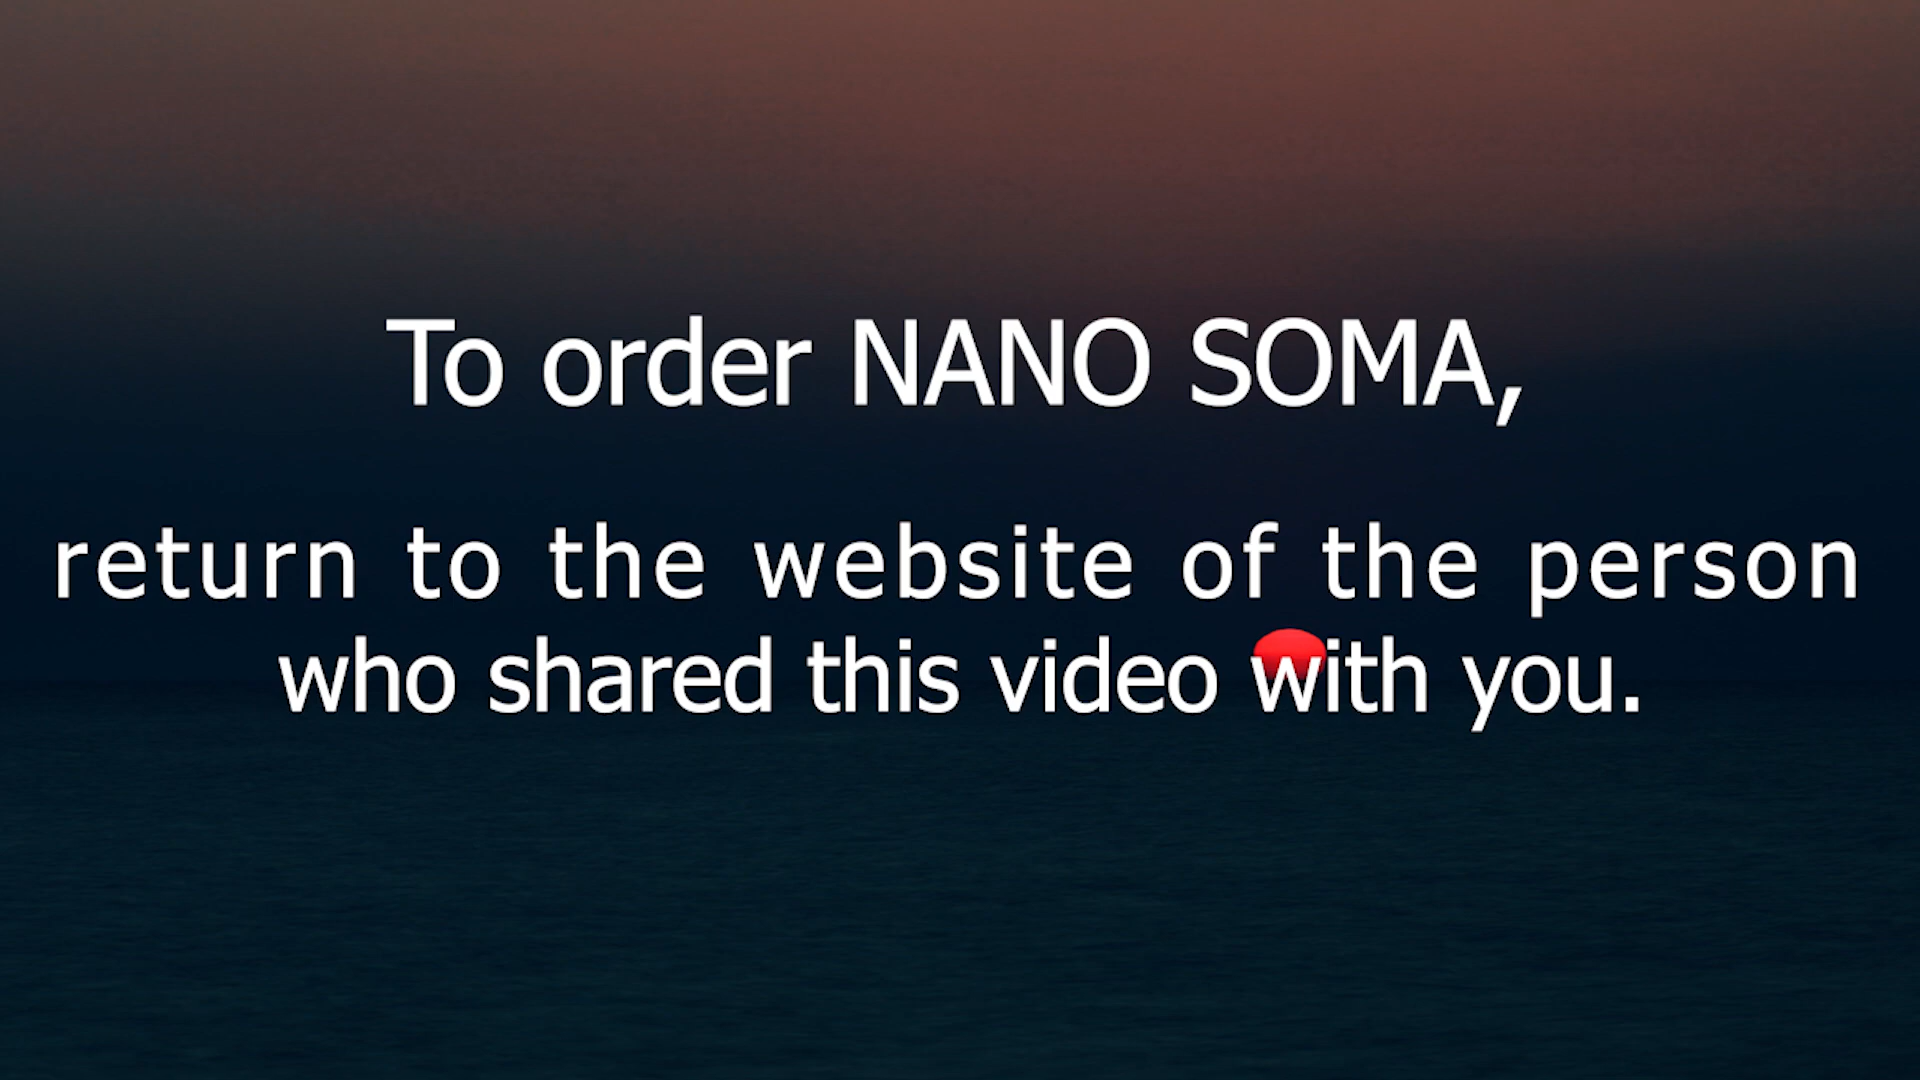 To order NANO SOMA,
return to the website of the person
who shared this video with you.